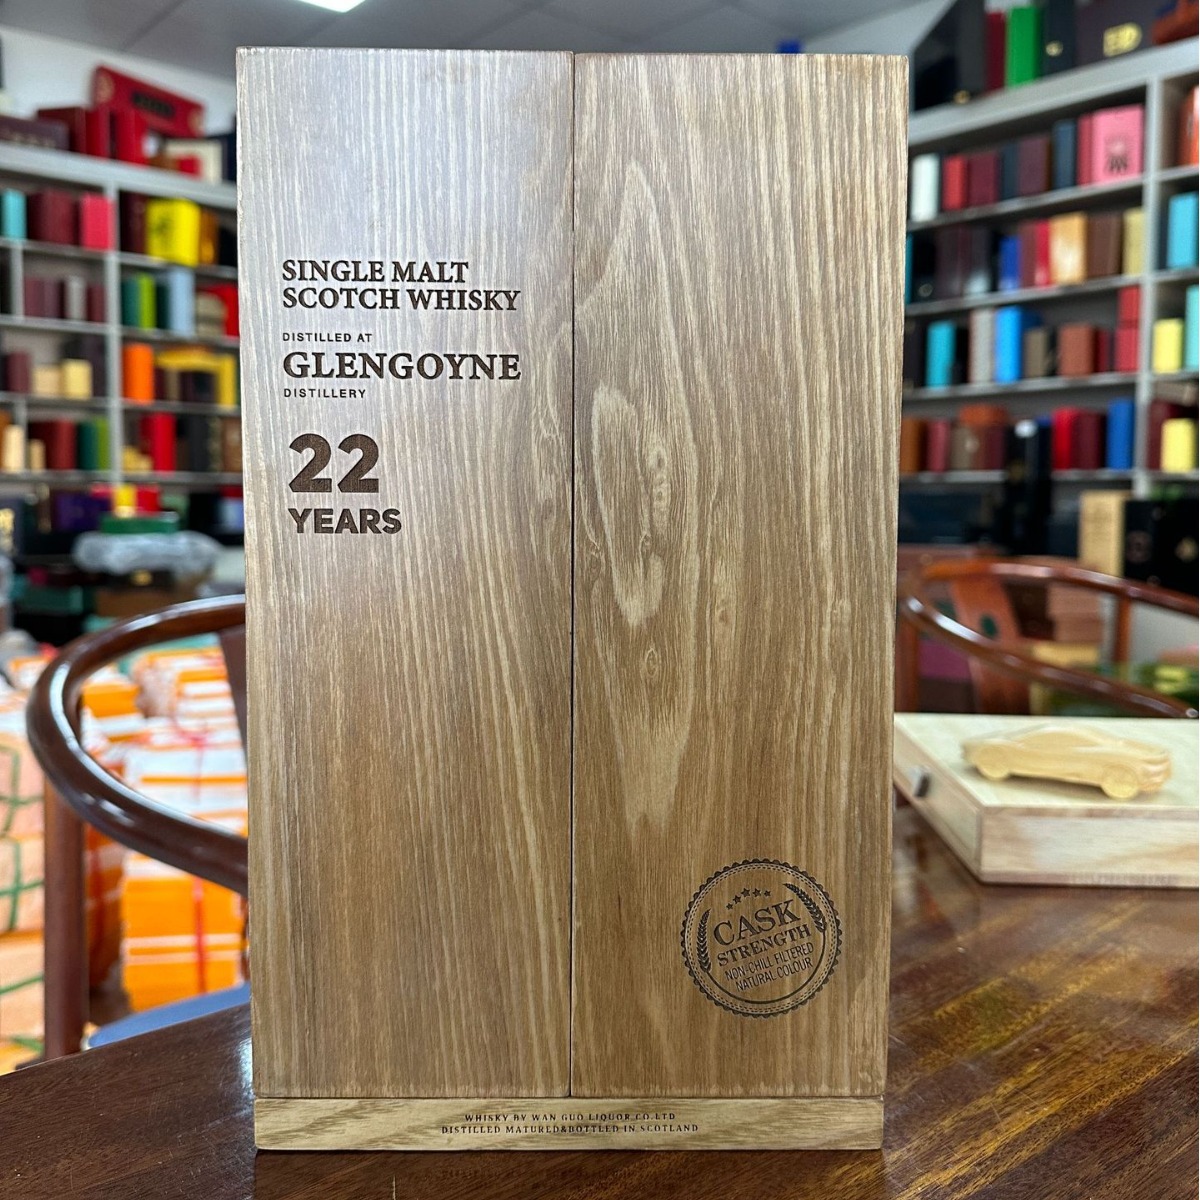 SINGLE MALT
SCOTCH WHISKY
DISTILLED AT
GLENGOYNE
DISTILLERY
22
YEARS
CASK
STRENGTH
NON-CHILL FILTERED
NATURAL COLOUR
WHISKY BY WAN GUO LIQUOR.CO.LTD
DISTILLED MATURED&BOTTLED IN SCOTLAND